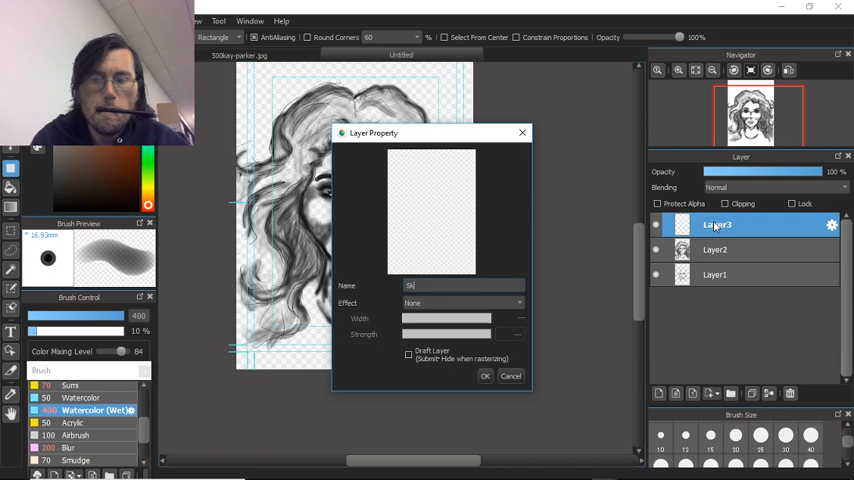 ew Tool Window Help
Rectangle AntiAliasing Round Corners 60 % Select From Center Constrain Proportions Opacity 100%
500kay-parker.jpg Untitled
Navigator
Layer Property
Name Sk
Effect None
Width
Strength
Draft Layer
(Submit: Hide when rasterizing)
OK Cancel
Layer
Opacity 100 %
Blending Normal
Protect Alpha Clipping Lock
Layer3
Layer2
Layer1
Brush Preview
* 16.93mm
Brush Control
400
10 %
Color Mixing Level 84
Brush
70 Sumi
50 Watercolor
400 Watercolor (Wet)
50 Acrylic
100 Airbrush
200 Blur
70 Smudge
Brush Size
10 12 15 20 25 30 40